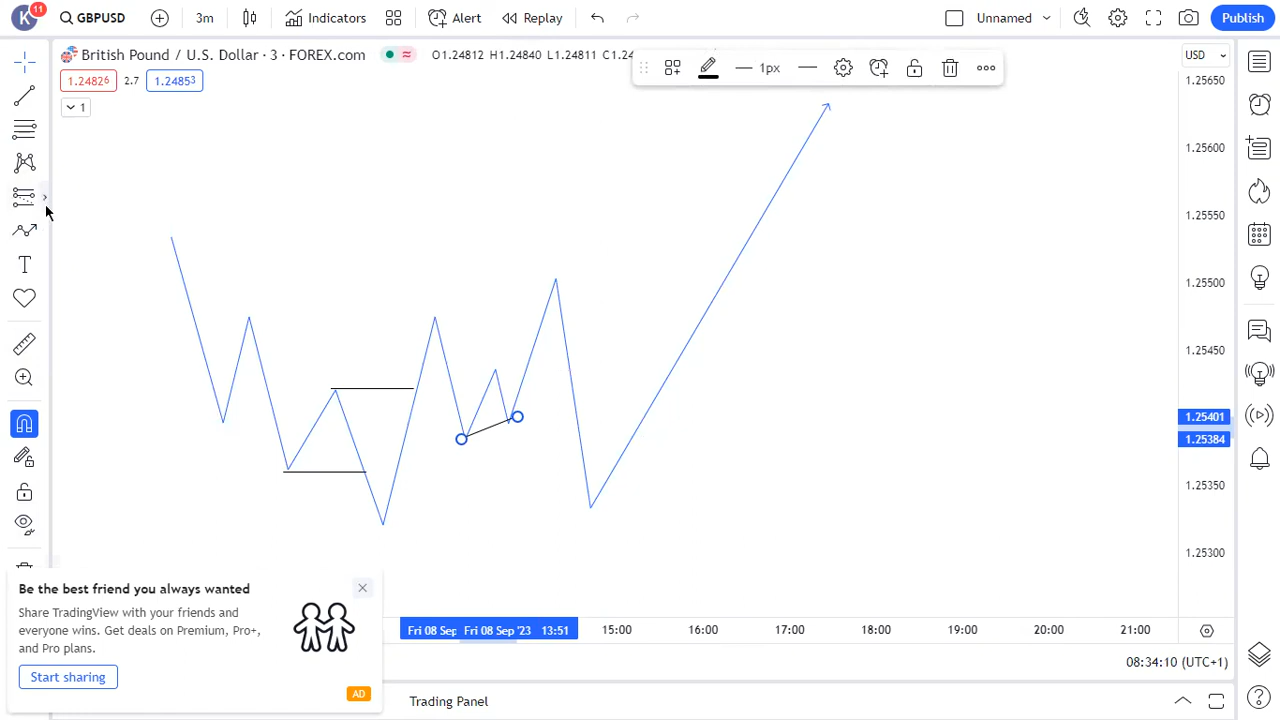 K 11 GBPUSD 3m Indicators Alert Replay Unnamed Publish
British Pound / U.S. Dollar · 3 · FOREX.com O1.24812 H1.24840 L1.24811 USD
1px
1.24826 2.7 1.24853
1
T
1.25650
1.25600
1.25550
1.25500
1.25450
1.25401
1.25384
1.25350
1.25300
Be the best friend you always wanted
Share TradingView with your friends and
everyone wins. Get deals on Premium, Pro+,
and Pro plans.
Start sharing
AD
Fri 08 Sep Fri 08 Sep '23 13:51 15:00 16:00 17:00 18:00 19:00 20:00 21:00
08:34:10 (UTC+1)
Trading Panel